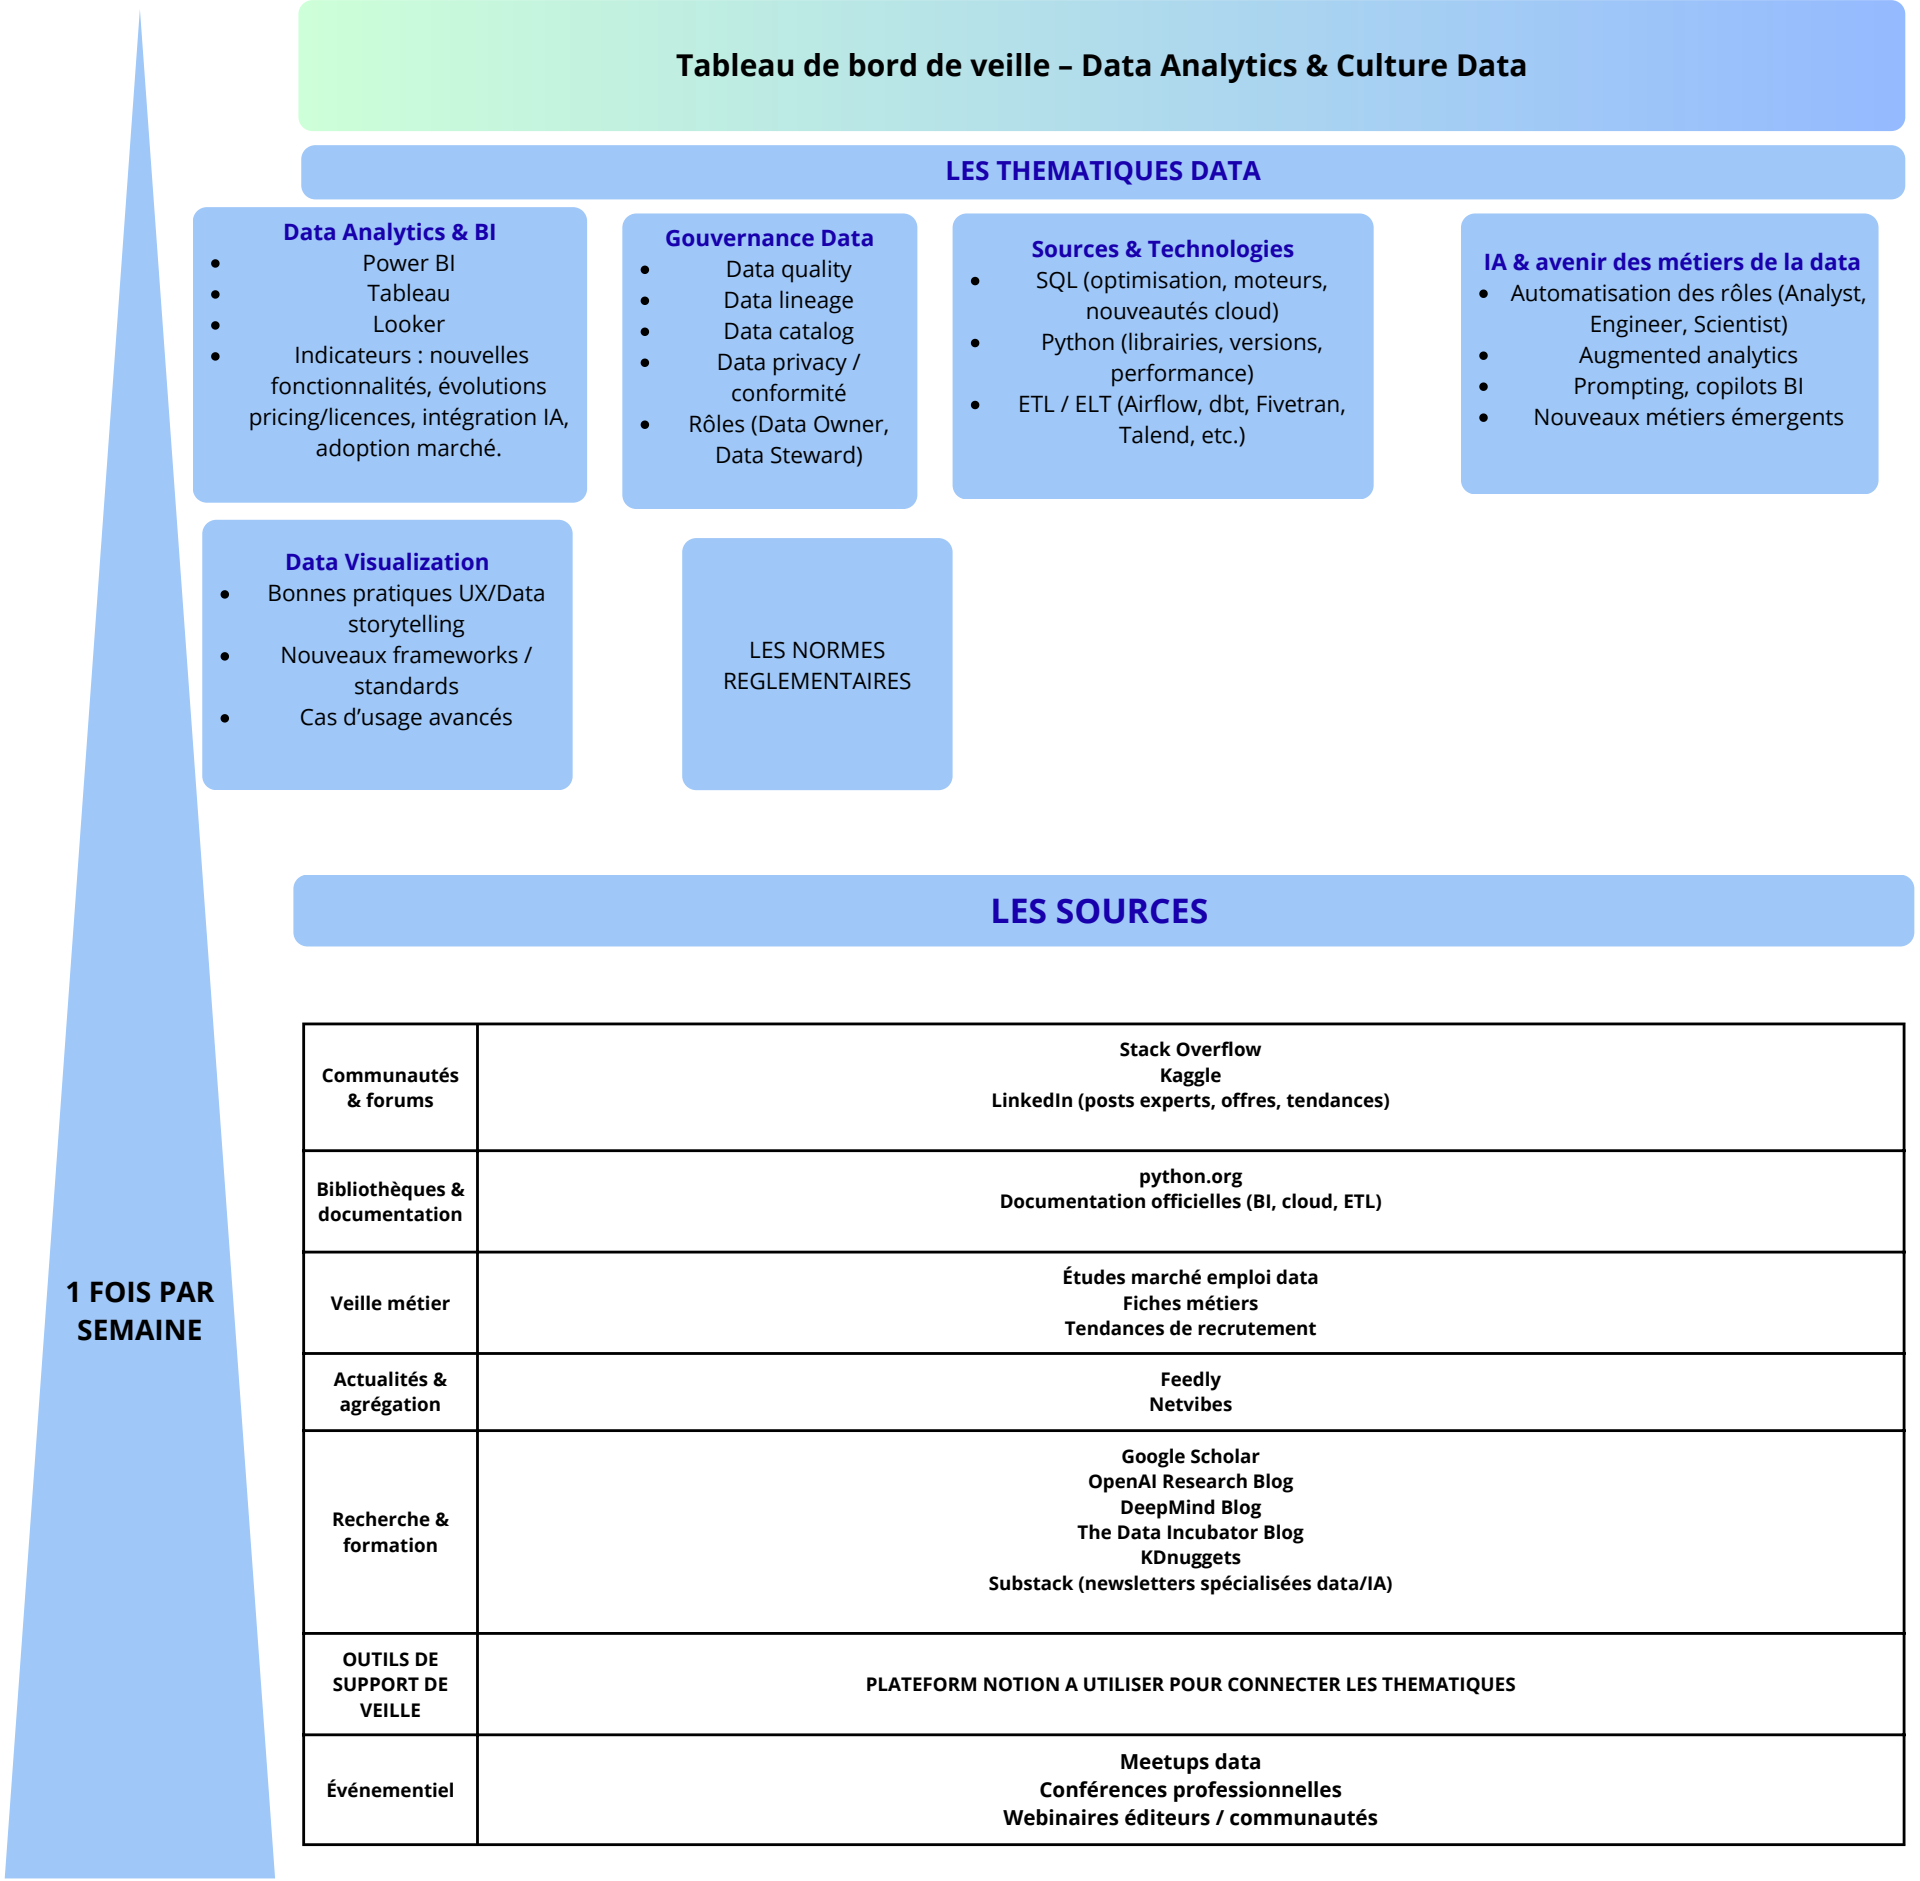 Tableau de bord de veille – Data Analytics & Culture Data
LES THEMATIQUES DATA
Data Analytics & BI
• Power BI
• Tableau
• Looker
• Indicateurs : nouvelles
fonctionnalités, évolutions
pricing/licences, intégration IA,
adoption marché.
Gouvernance Data
• Data quality
• Data lineage
• Data catalog
• Data privacy /
conformité
• Rôles (Data Owner,
Data Steward)
Sources & Technologies
• SQL (optimisation, moteurs,
nouveautés cloud)
• Python (librairies, versions,
performance)
• ETL / ELT (Airflow, dbt, Fivetran,
Talend, etc.)
IA & avenir des métiers de la data
• Automatisation des rôles (Analyst,
Engineer, Scientist)
• Augmented analytics
• Prompting, copilots BI
• Nouveaux métiers émergents
Data Visualization
• Bonnes pratiques UX/Data
storytelling
• Nouveaux frameworks /
standards
• Cas d’usage avancés
LES NORMES
REGLEMENTAIRES
LES SOURCES
1 FOIS PAR
SEMAINE
Communautés
& forums
Stack Overflow
Kaggle
LinkedIn (posts experts, offres, tendances)
Bibliothèques &
documentation
python.org
Documentation officielles (BI, cloud, ETL)
Veille métier
Études marché emploi data
Fiches métiers
Tendances de recrutement
Actualités &
agrégation
Feedly
Netvibes
Recherche &
formation
Google Scholar
OpenAI Research Blog
DeepMind Blog
The Data Incubator Blog
KDnuggets
Substack (newsletters spécialisées data/IA)
OUTILS DE
SUPPORT DE
VEILLE
PLATEFORM NOTION A UTILISER POUR CONNECTER LES THEMATIQUES
Événementiel
Meetups data
Conférences professionnelles
Webinaires éditeurs / communautés